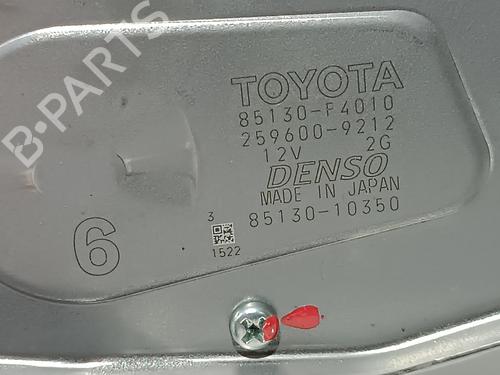 B-PARTS
TOYOTA
85130-F4010
259600-9212
12V 2G
DENSO
MADE IN JAPAN
3
85130-10350
1522
6